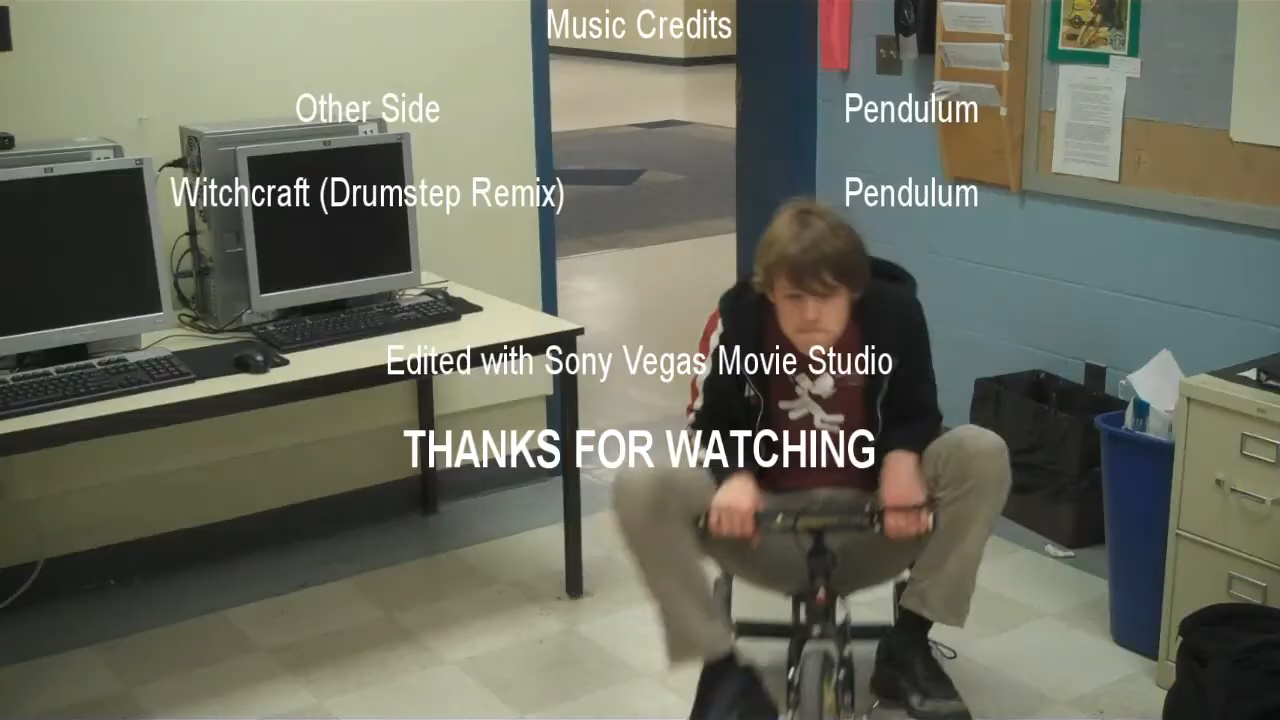 Music Credits
Other Side Pendulum
Witchcraft (Drumstep Remix) Pendulum
Edited with Sony Vegas Movie Studio
THANKS FOR WATCHING